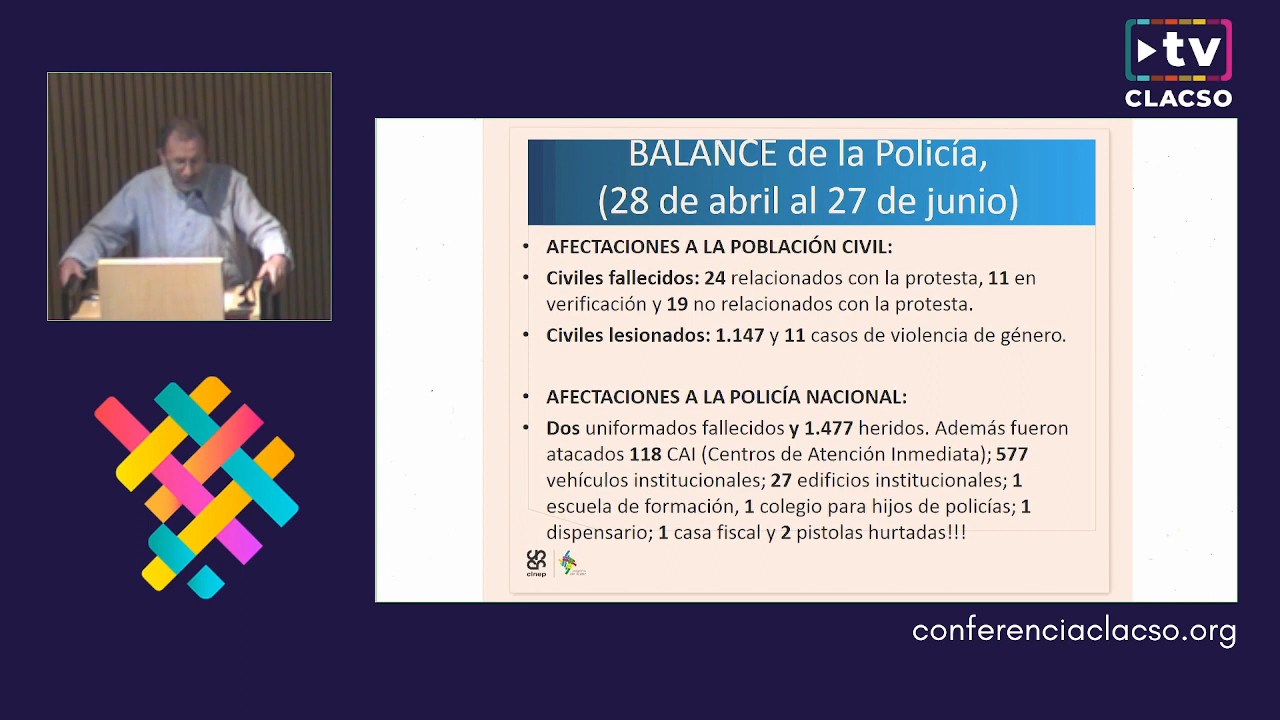 tv
CLACSO
BALANCE de la Policía,
(28 de abril al 27 de junio)
• AFECTACIONES A LA POBLACIÓN CIVIL:
• Civiles fallecidos: 24 relacionados con la protesta, 11 en
verificación y 19 no relacionados con la protesta.
• Civiles lesionados: 1.147 y 11 casos de violencia de género.
• AFECTACIONES A LA POLICÍA NACIONAL:
• Dos uniformados fallecidos y 1.477 heridos. Además fueron
atacados 118 CAI (Centros de Atención Inmediata); 577
vehículos institucionales; 27 edificios institucionales; 1
escuela de formación, 1 colegio para hijos de policías; 1
dispensario; 1 casa fiscal y 2 pistolas hurtadas!!!
cinep
conferenciaclacso.org